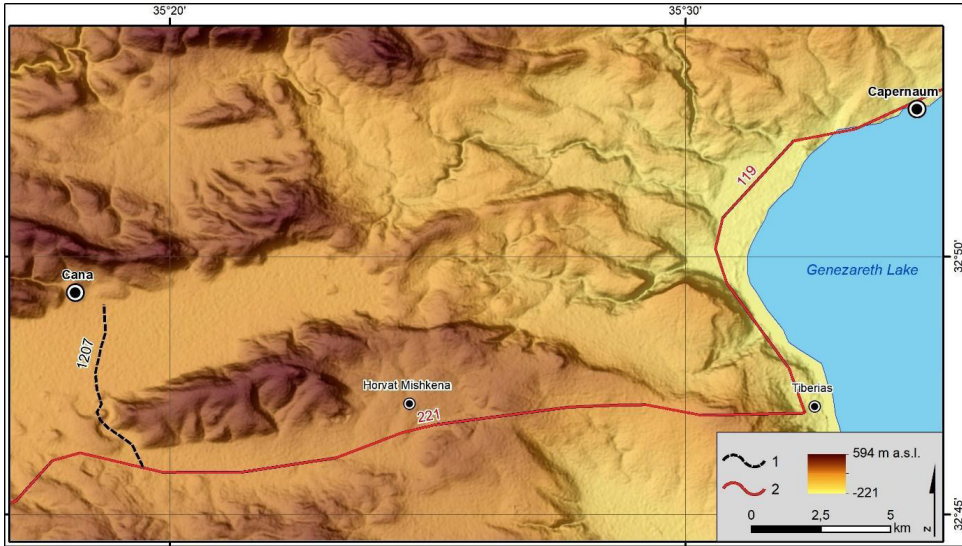 35°20'
35°30'
Capernaum
119
32°50'
Genezareth Lake
Cana
1207
Horvat Mishkena
221
Tiberias
1
594 m a.s.l.
2
-221
0
2,5
5
km
N
32°45'